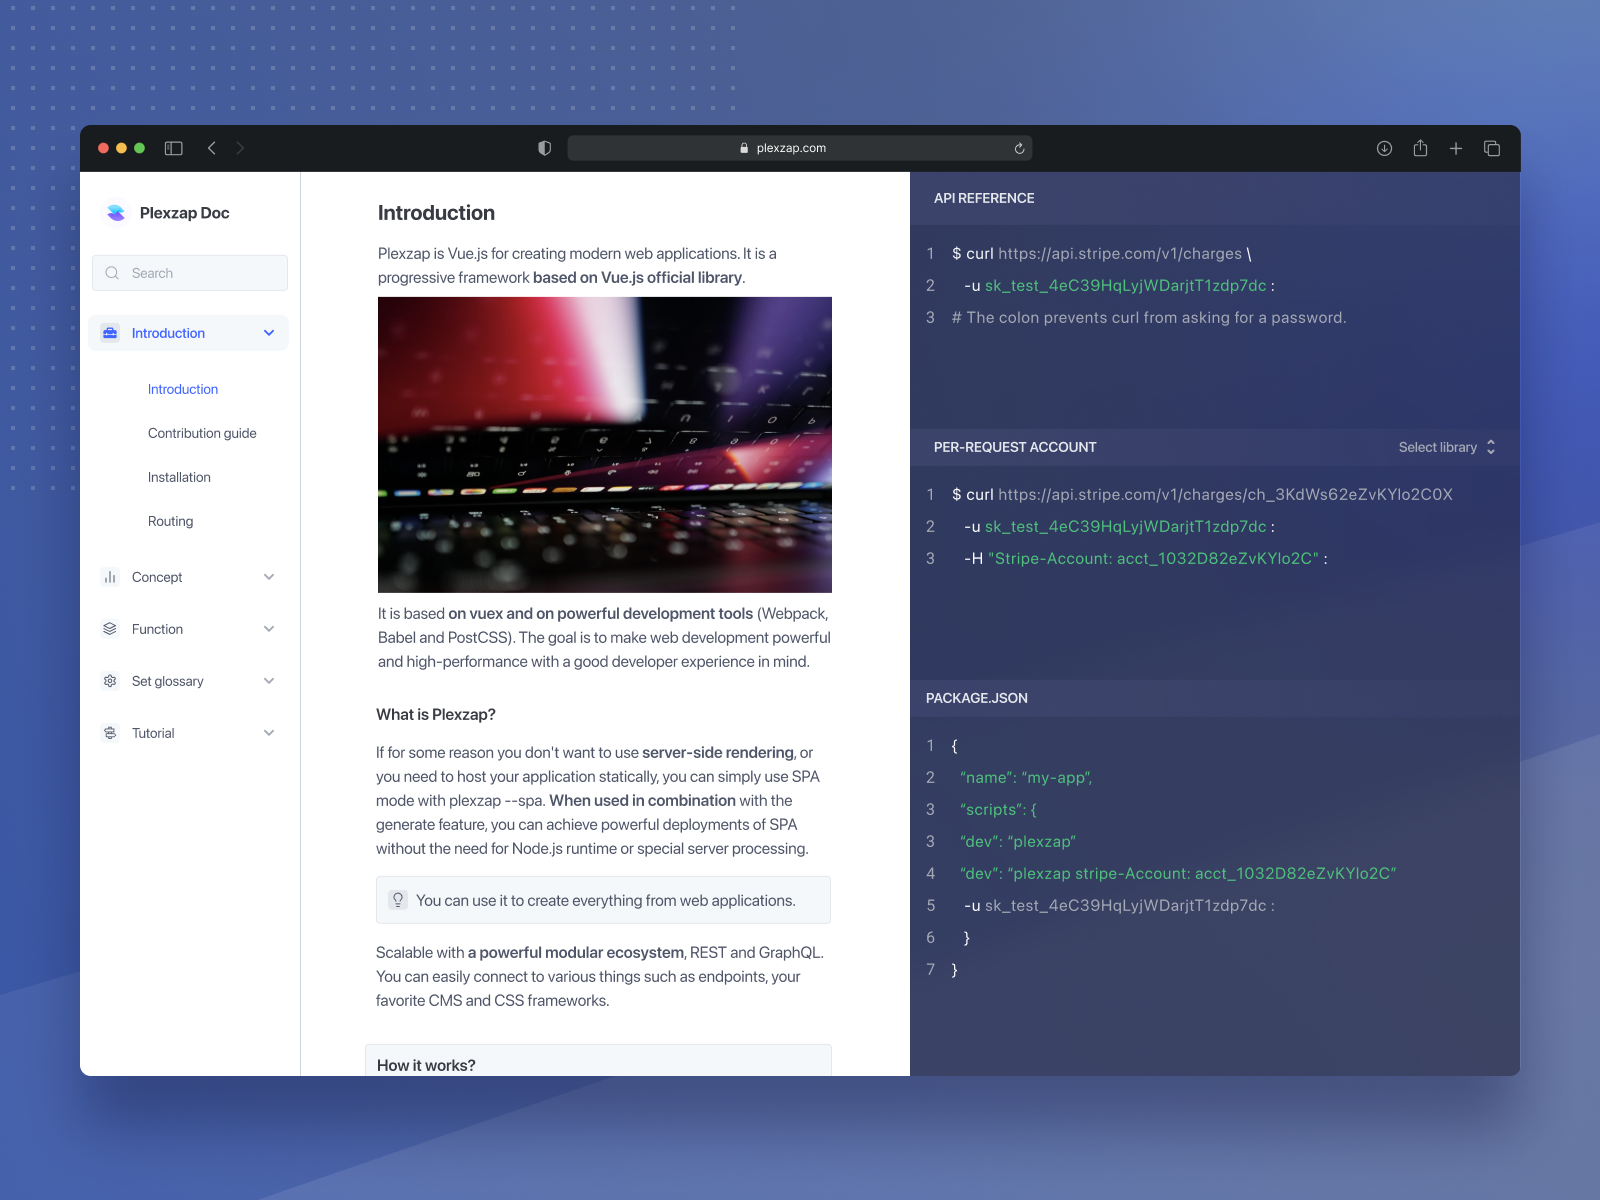 plexzap.com
Plexzap Doc
Search
Introduction
Introduction
Contribution guide
Installation
Routing
Concept
Function
Set glossary
Tutorial
Introduction
Plexzap is Vue.js for creating modern web applications. It is a
progressive framework based on Vue.js official library.
It is based on vuex and on powerful development tools (Webpack,
Babel and PostCSS). The goal is to make web development powerful
and high-performance with a good developer experience in mind.
What is Plexzap?
If for some reason you don't want to use server-side rendering, or
you need to host your application statically, you can simply use SPA
mode with plexzap --spa. When used in combination with the
generate feature, you can achieve powerful deployments of SPA
without the need for Node.js runtime or special server processing.
You can use it to create everything from web applications.
Scalable with a powerful modular ecosystem, REST and GraphQL.
You can easily connect to various things such as endpoints, your
favorite CMS and CSS frameworks.
How it works?
API REFERENCE
1 $ curl https://api.stripe.com/v1/charges \
2 -u sk_test_4eC39HqLyjWDarjtT1zdp7dc :
3 # The colon prevents curl from asking for a password.
PER-REQUEST ACCOUNT
Select library
1 $ curl https://api.stripe.com/v1/charges/ch_3KdWs62eZvKYlo2C0X
2 -u sk_test_4eC39HqLyjWDarjtT1zdp7dc :
3 -H "Stripe-Account: acct_1032D82eZvKYlo2C" :
PACKAGE.JSON
1 {
2 “name”: “my-app”,
3 “scripts”: {
3 “dev”: “plexzap”
4 “dev”: “plexzap stripe-Account: acct_1032D82eZvKYlo2C”
5 -u sk_test_4eC39HqLyjWDarjtT1zdp7dc :
6 }
7 }